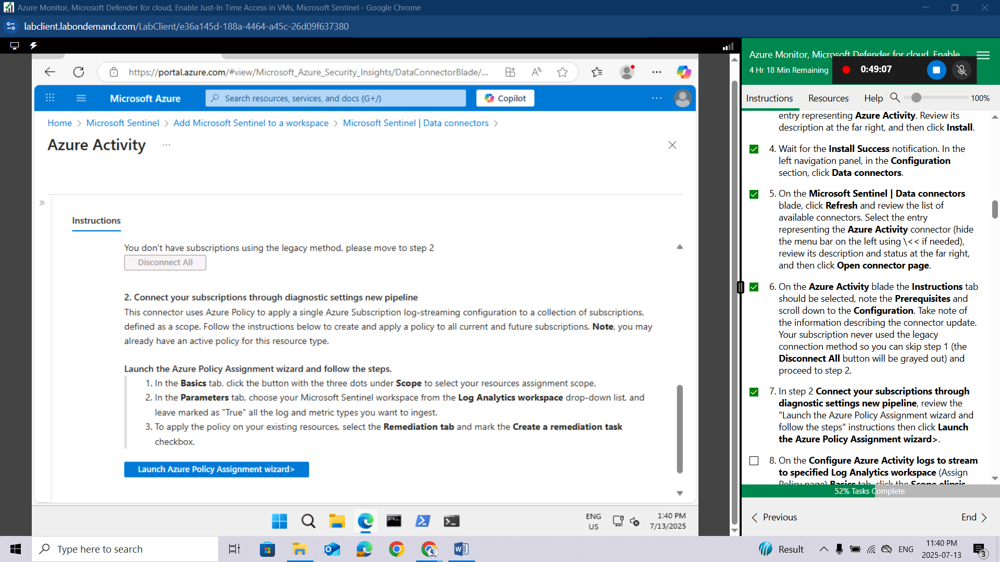 Azure Monitor, Microsoft Defender for cloud, Enable Just-In Time Access in VMs, Microsoft Sentinel - Google Chrome
labclient.labondemand.com/LabClient/e36a145d-188a-4464-a45c-26d09f637380
https://portal.azure.com/#view/Microsoft_Azure_Security_Insights/DataConnectorBlade/...
Microsoft Azure
Search resources, services, and docs (G+/)
Copilot
Home > Microsoft Sentinel > Add Microsoft Sentinel to a workspace > Microsoft Sentinel | Data connectors >
Azure Activity ...
Instructions
You don't have subscriptions using the legacy method, please move to step 2
Disconnect All
2. Connect your subscriptions through diagnostic settings new pipeline
This connector uses Azure Policy to apply a single Azure Subscription log-streaming configuration to a collection of subscriptions,
defined as a scope. Follow the instructions below to create and apply a policy to all current and future subscriptions. Note, you may
already have an active policy for this resource type.
Launch the Azure Policy Assignment wizard and follow the steps.
1. In the Basics tab, click the button with the three dots under Scope to select your resources assignment scope.
2. In the Parameters tab, choose your Microsoft Sentinel workspace from the Log Analytics workspace drop-down list, and
leave marked as "True" all the log and metric types you want to ingest.
3. To apply the policy on your existing resources, select the Remediation tab and mark the Create a remediation task
checkbox.
Launch Azure Policy Assignment wizard>
ENG
US
1:40 PM
7/13/2025
Azure Monitor, Microsoft Defender for cloud, Enable
4 Hr 18 Min Remaining
0:49:07
Instructions
Resources
Help
100%
entry representing Azure Activity. Review its
description at the far right, and then click Install.
4. Wait for the Install Success notification. In the
left navigation panel, in the Configuration
section, click Data connectors.
5. On the Microsoft Sentinel | Data connectors
blade, click Refresh and review the list of
available connectors. Select the entry
representing the Azure Activity connector (hide
the menu bar on the left using \<< if needed),
review its description and status at the far right,
and then click Open connector page.
6. On the Azure Activity blade the Instructions tab
should be selected, note the Prerequisites and
scroll down to the Configuration. Take note of
the information describing the connector update.
Your subscription never used the legacy
connection method so you can skip step 1 (the
Disconnect All button will be grayed out) and
proceed to step 2.
7. In step 2 Connect your subscriptions through
diagnostic settings new pipeline, review the
"Launch the Azure Policy Assignment wizard and
follow the steps" instructions then click Launch
the Azure Policy Assignment wizard>.
8. On the Configure Azure Activity logs to stream
to specified Log Analytics workspace (Assign
Policy page) Basics tab, click the Scope elipsis
52% Tasks Complete
< Previous
End >
Type here to search
Result
ENG
11:40 PM
2025-07-13
3